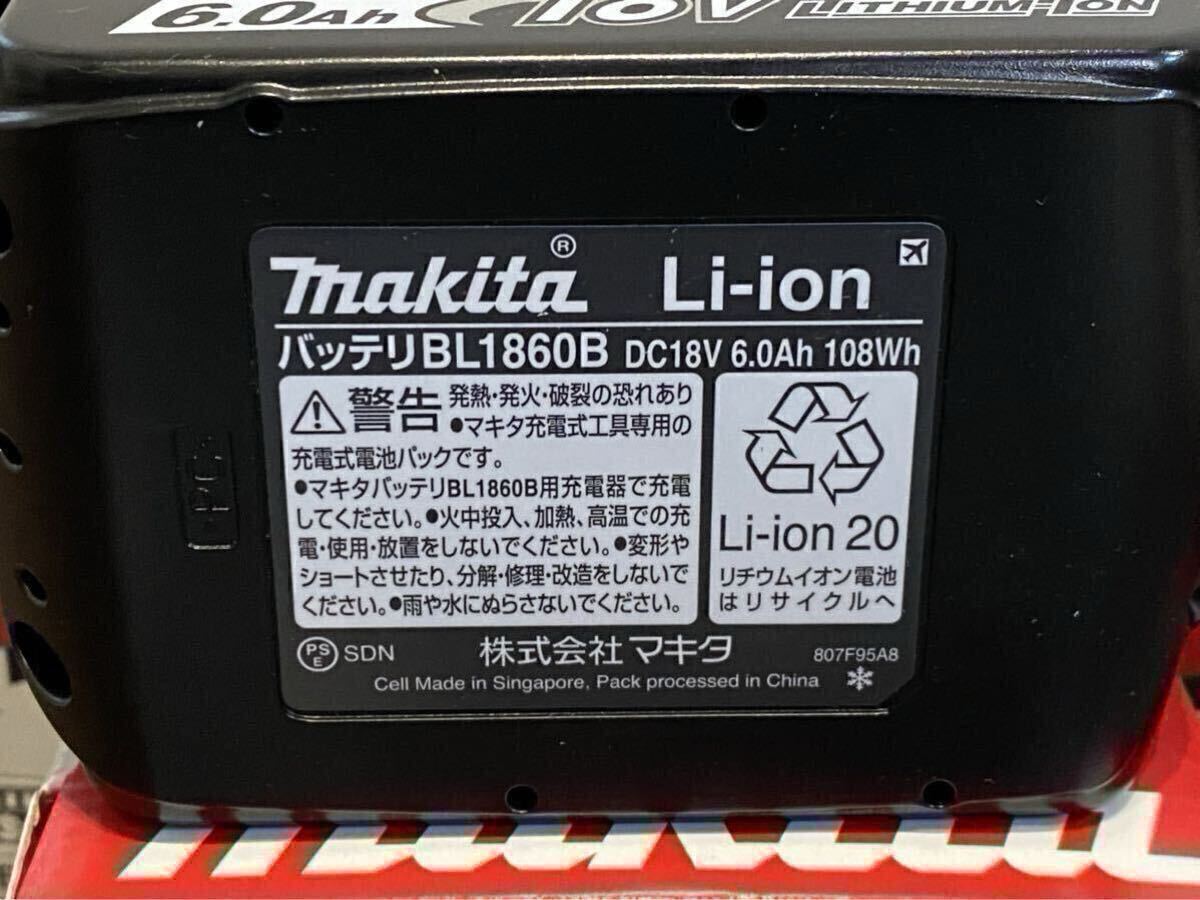 6.0Ah 18V LITHIUM-ION
makita® Li-ion
バッテリBL1860B DC18V 6.0Ah 108Wh
警告 発熱・発火・破裂の恐れあり
●マキタ充電式工具専用の
充電式電池パックです。
●マキタバッテリBL1860B用充電器で充電
してください。●火中投入、加熱、高温での充
電・使用・放置をしないでください。●変形や
ショートさせたり、分解・修理・改造をしないで
ください。●雨や水にぬらさないでください。
Li-ion 20
リチウムイオン電池
はリサイクルへ
PSE SDN 株式会社マキタ 807F95A8
Cell Made in Singapore, Pack processed in China
makita